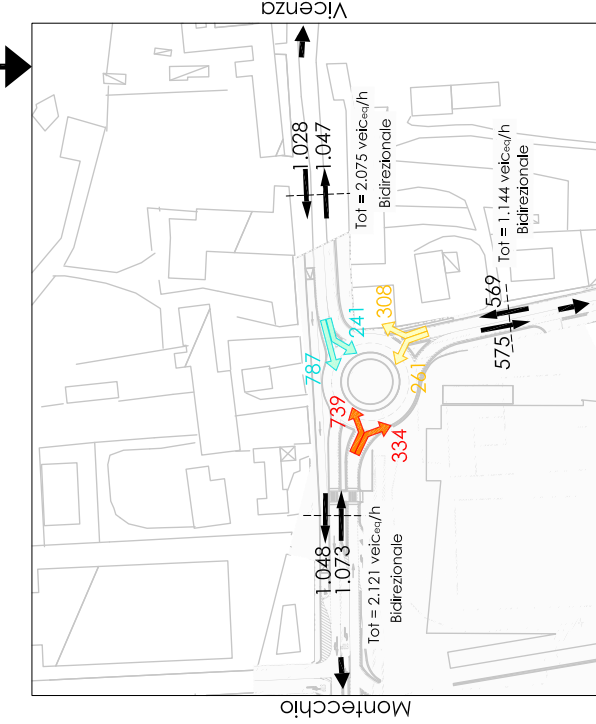 Vicenza
1.028
1.047
Tot = 2.075 veiceq/h
Bidirezionale
Tot = 1.144 veiceq/h
Bidirezionale
569
575
308
261
241
787
739
334
1.048
1.073
Tot = 2.121 veiceq/h
Bidirezionale
Montecchio